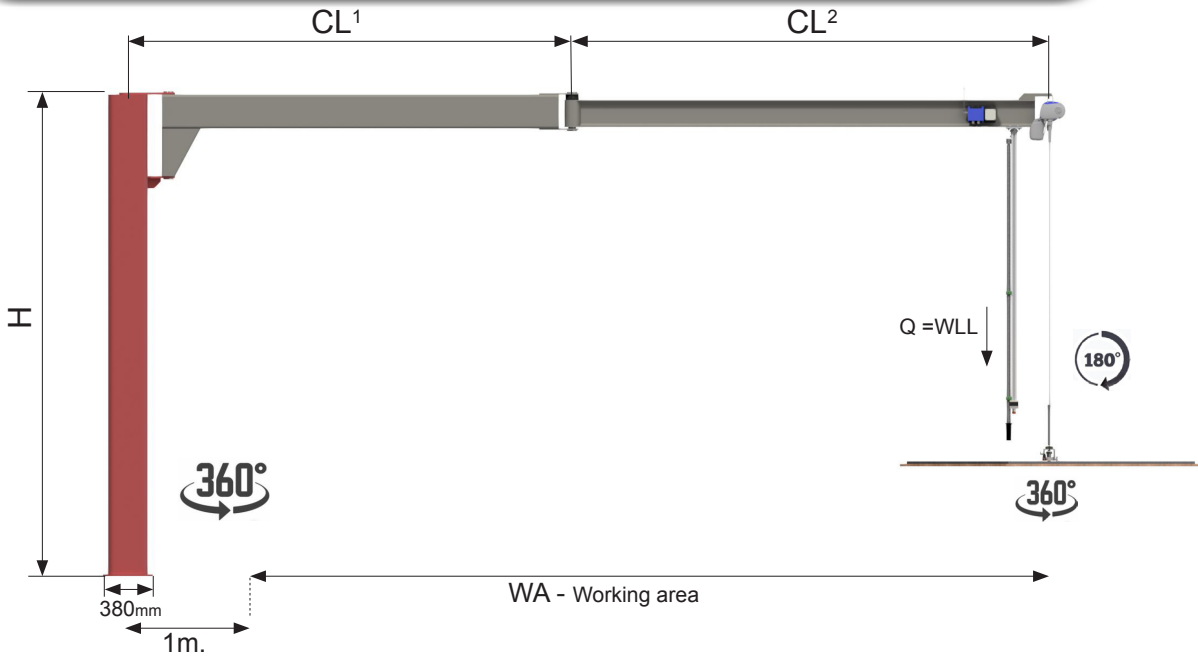 CL¹ CL²
H
Q =WLL
180°
360° 360°
WA - Working area
380mm
1m.